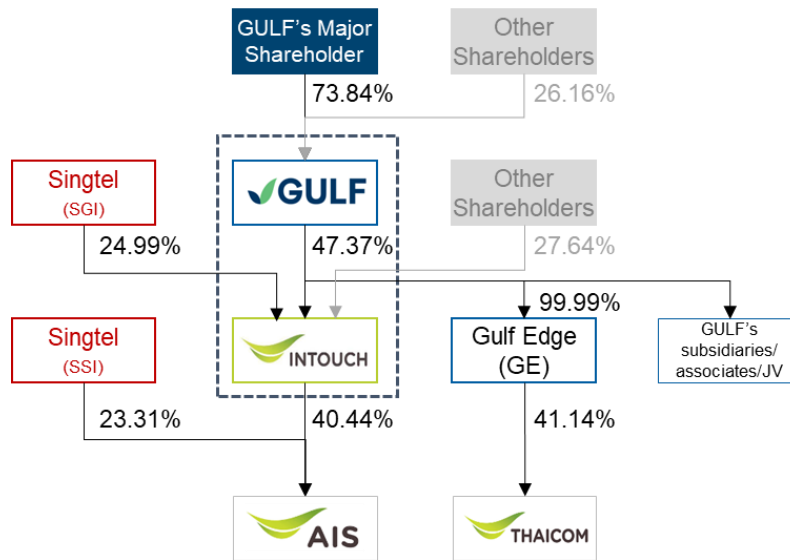 GULF's Major
Shareholder
Other
Shareholders
73.84%
26.16%
Singtel
(SGI)
GULF
Other
Shareholders
24.99%
47.37%
27.64%
99.99%
Singtel
(SSI)
INTOUCH
Gulf Edge
(GE)
GULF's
subsidiaries/
associates/JV
23.31%
40.44%
41.14%
AIS
THAICOM